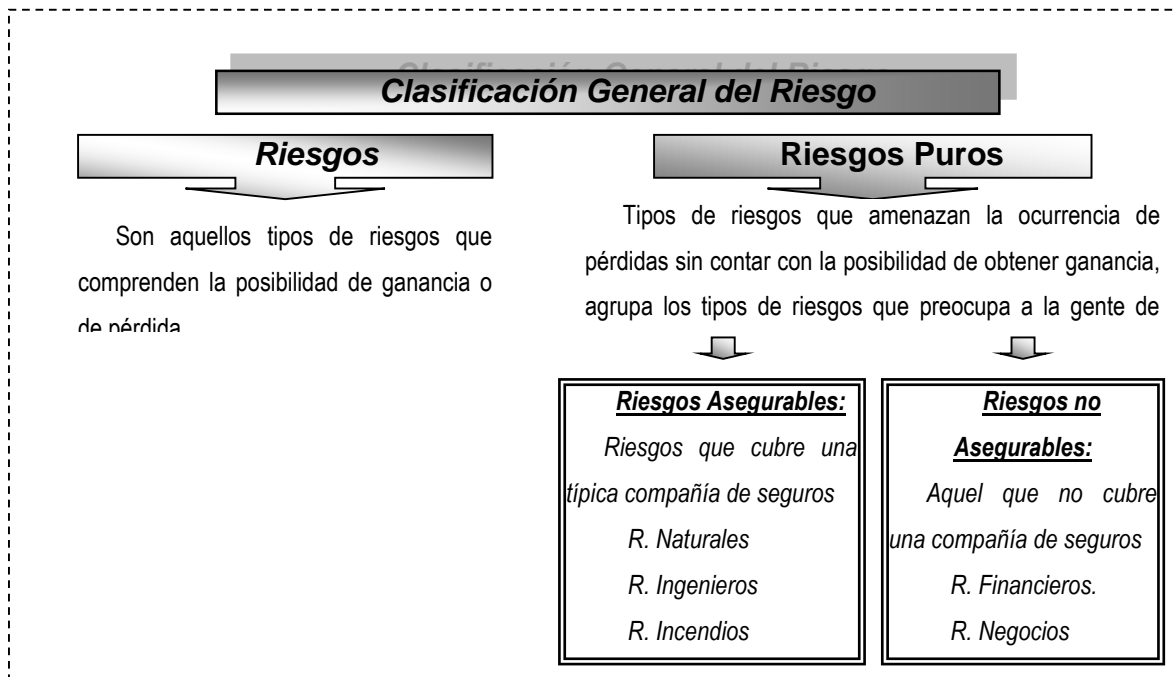 Clasificación General del Riesgo
Riesgos
Son aquellos tipos de riesgos que
comprenden la posibilidad de ganancia o
de pérdida
Riesgos Puros
Tipos de riesgos que amenazan la ocurrencia de
pérdidas sin contar con la posibilidad de obtener ganancia,
agrupa los tipos de riesgos que preocupa a la gente de
Riesgos Asegurables:
Riesgos que cubre una
típica compañía de seguros
R. Naturales
R. Ingenieros
R. Incendios
Riesgos no
Asegurables:
Aquel que no cubre
una compañía de seguros
R. Financieros.
R. Negocios